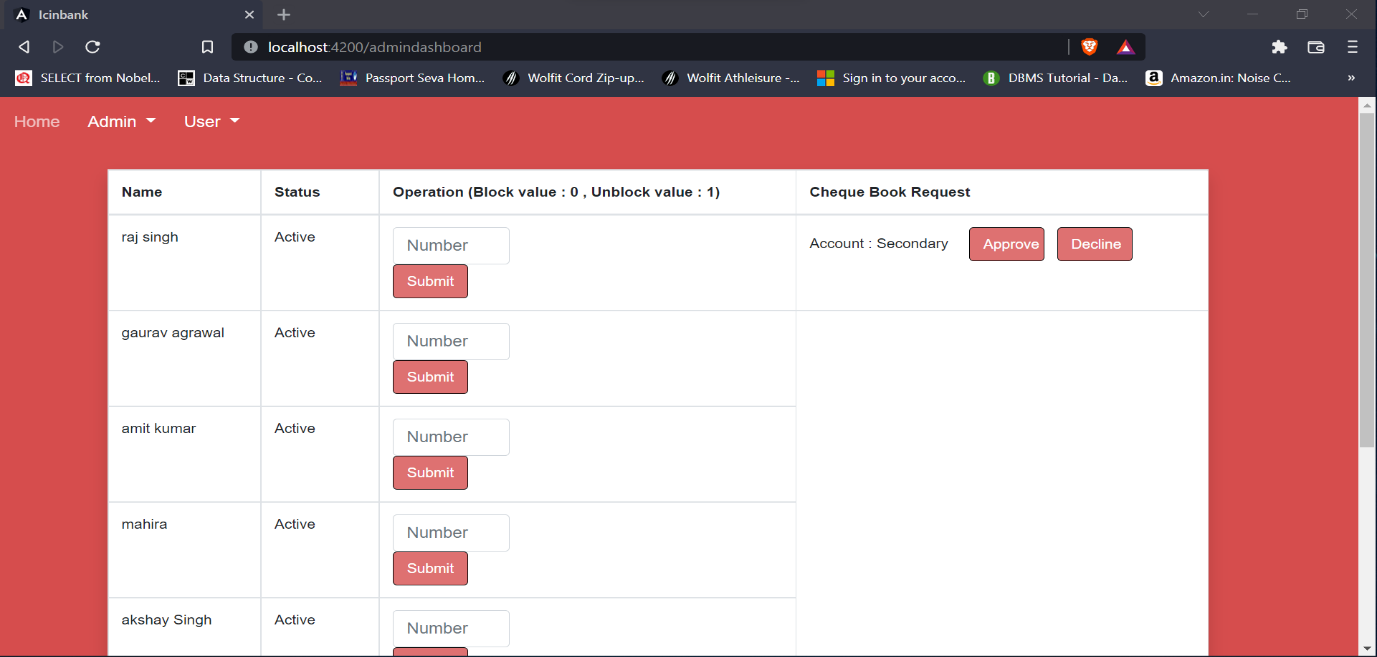 Icinbank
localhost:4200/admindashboard
SELECT from Nobel... Data Structure - Co... Passport Seva Hom... Wolfit Cord Zip-up... Wolfit Athleisure -... Sign in to your acco... DBMS Tutorial - Da... Amazon.in: Noise C... »
Home Admin User
Name Status Operation (Block value : 0 , Unblock value : 1) Cheque Book Request
raj singh Active Number Account : Secondary Approve Decline
Submit
gaurav agrawal Active Number
Submit
amit kumar Active Number
Submit
mahira Active Number
Submit
akshay Singh Active Number